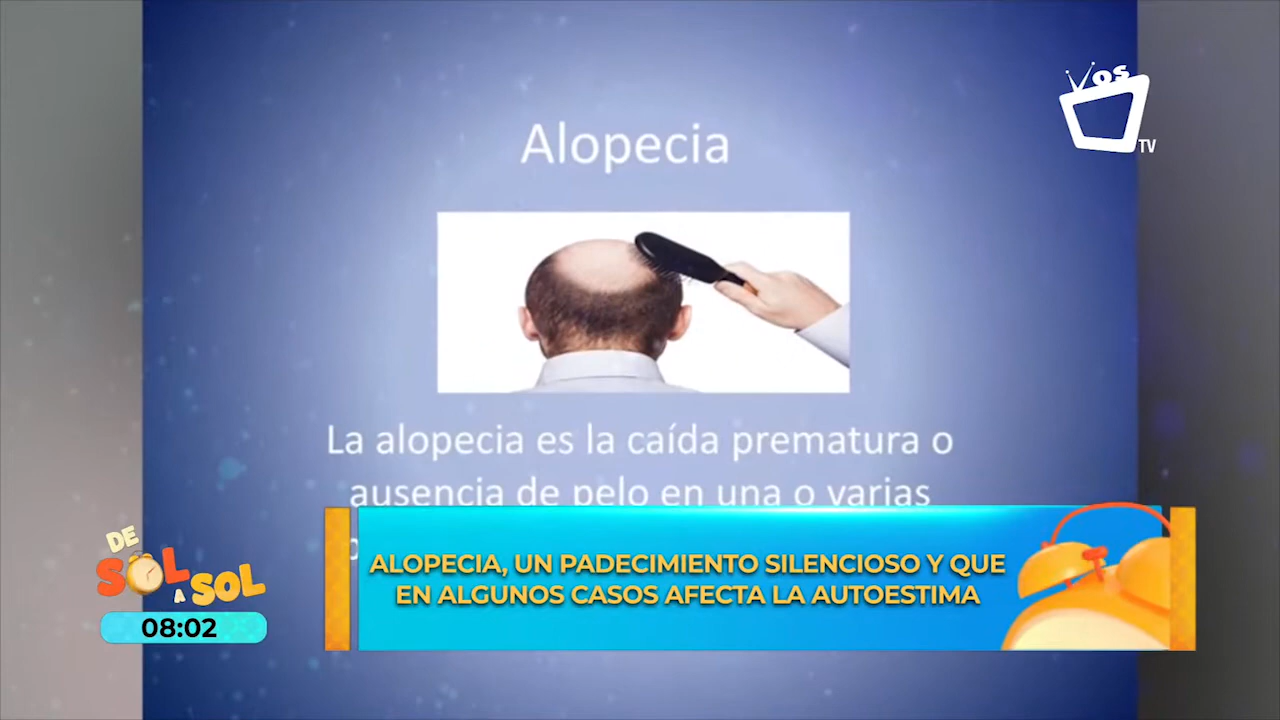 VOS
TV
Alopecia
La alopecia es la caída prematura o
ausencia de pelo en una o varias
ALOPECIA, UN PADECIMIENTO SILENCIOSO Y QUE
EN ALGUNOS CASOS AFECTA LA AUTOESTIMA
DE
SOL
A
SOL
08:02